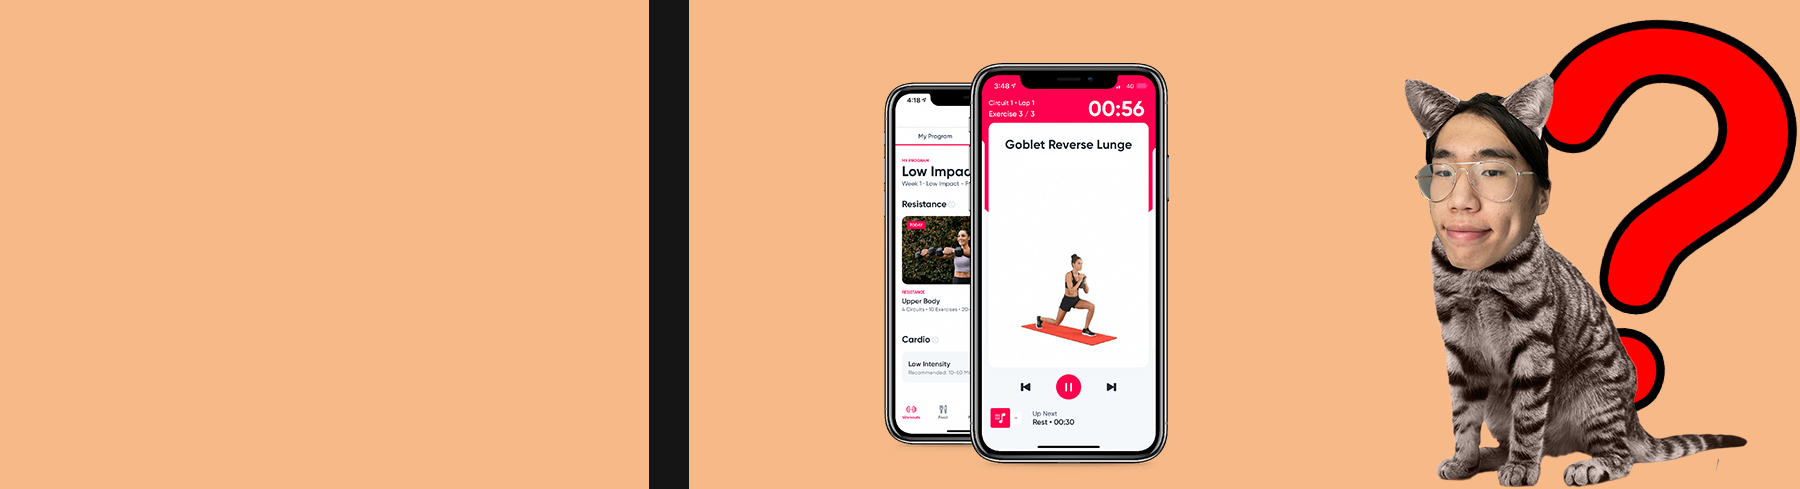 4:18
My Program
MY PROGRAM
Low Impac
Week 1 • Low Impact -
Resistance
TODAY
RESISTANCE
Upper Body
4 Circuits • 10 Exercises • 20-
Cardio
Low Intensity
Recommended: 10-60 M
Workouts
Food
3:48
4G
Circuit 1 • Lap 1
00:56
Exercise 3 / 3
Goblet Reverse Lunge
Up Next
Rest • 00:30